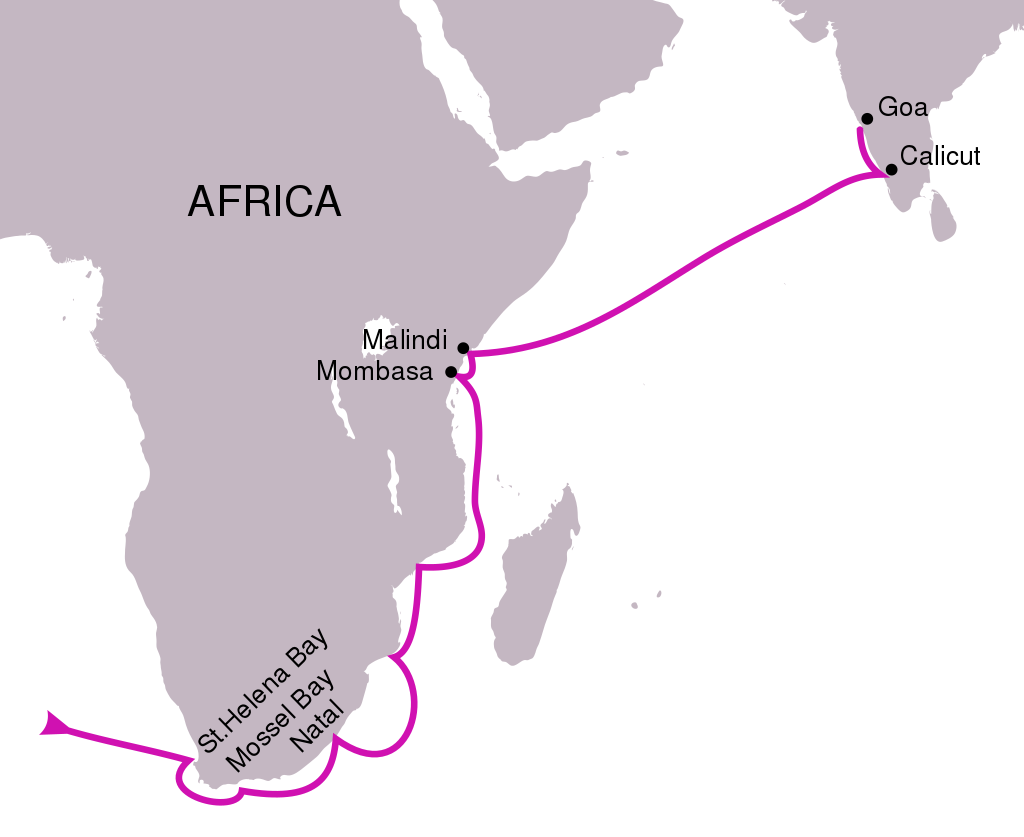 Goa
Calicut
AFRICA
Malindi
Mombasa
St.Helena Bay
Mossel Bay
Natal